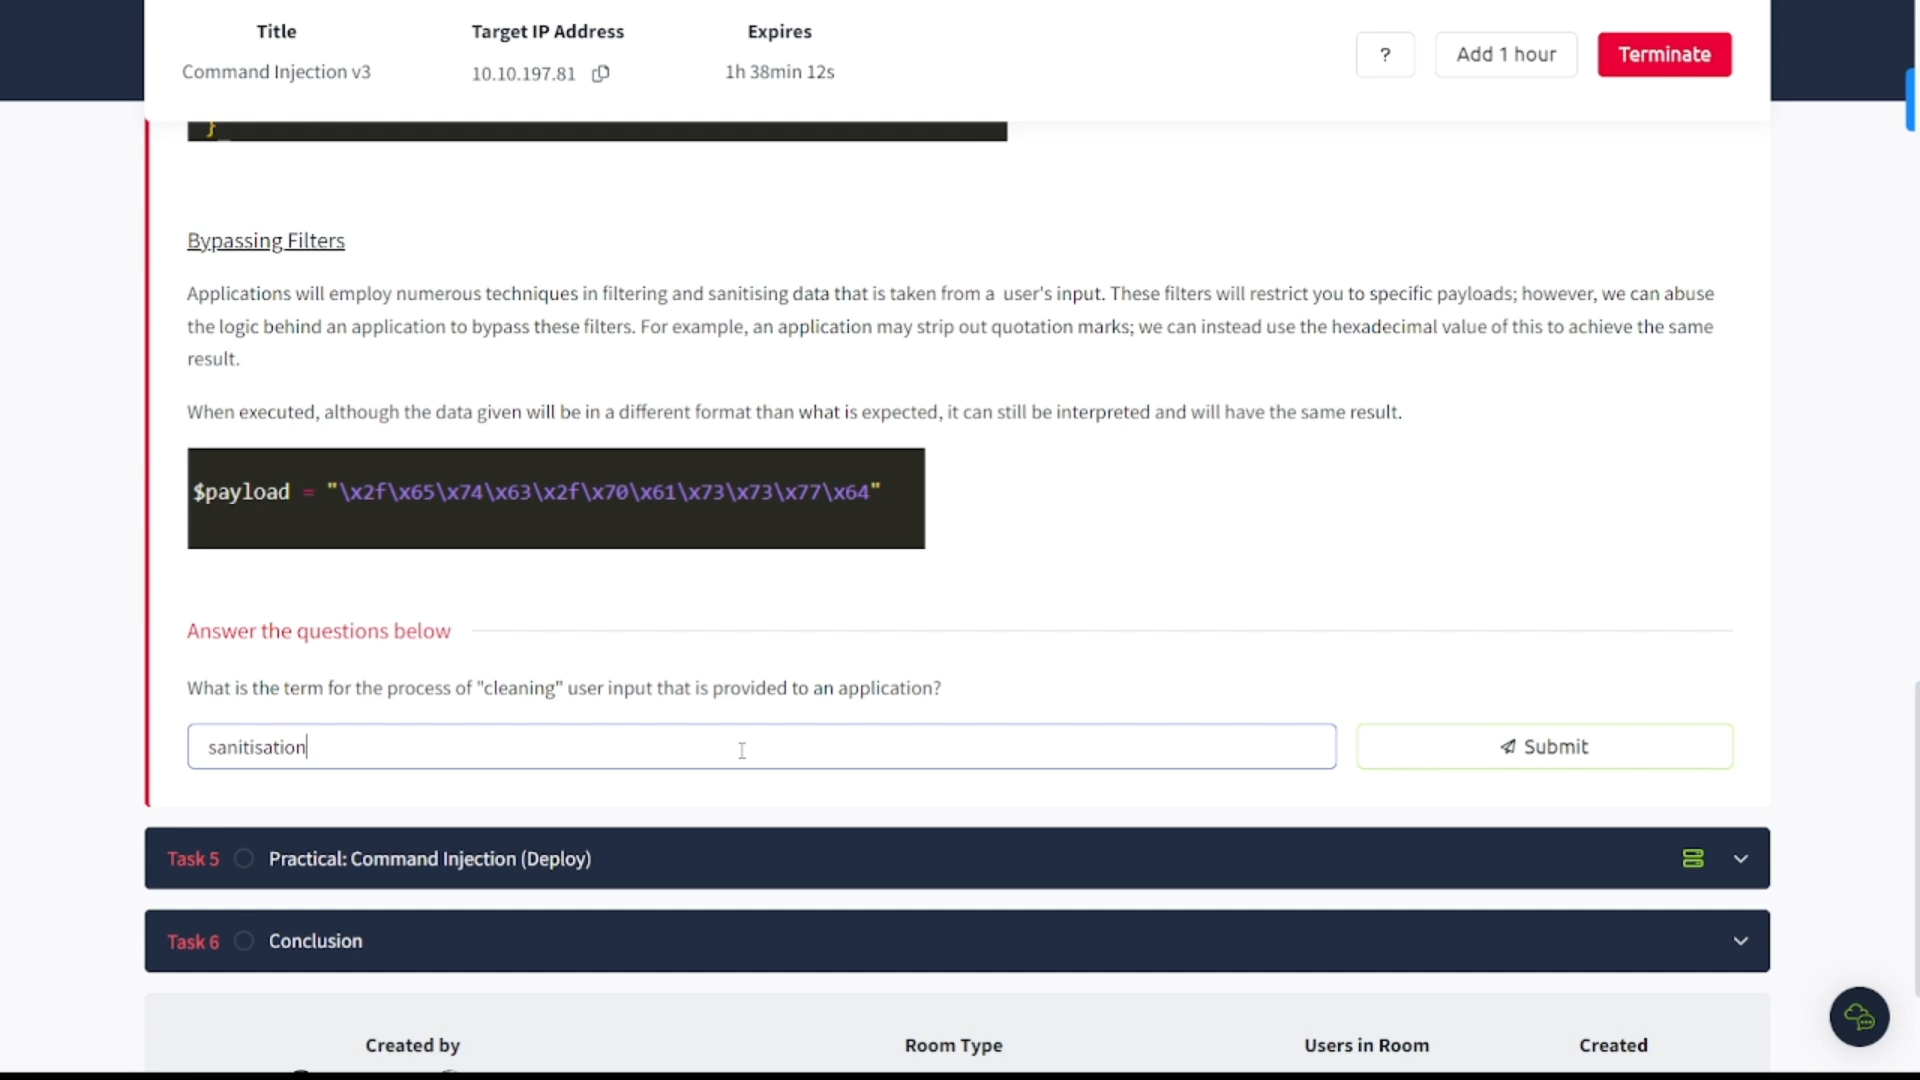 Title
Target IP Address
Expires
Command Injection v3
10.10.197.81
1h 38min 12s
?
Add 1 hour
Terminate
}_
Bypassing Filters
Applications will employ numerous techniques in filtering and sanitising data that is taken from a user's input. These filters will restrict you to specific payloads; however, we can abuse
the logic behind an application to bypass these filters. For example, an application may strip out quotation marks; we can instead use the hexadecimal value of this to achieve the same
result.
When executed, although the data given will be in a different format than what is expected, it can still be interpreted and will have the same result.
$payload = "\x2f\x65\x74\x63\x2f\x70\x61\x73\x73\x77\x64"
Answer the questions below
What is the term for the process of "cleaning" user input that is provided to an application?
sanitisation
Submit
Task 5
Practical: Command Injection (Deploy)
Task 6
Conclusion
Created by
Room Type
Users in Room
Created